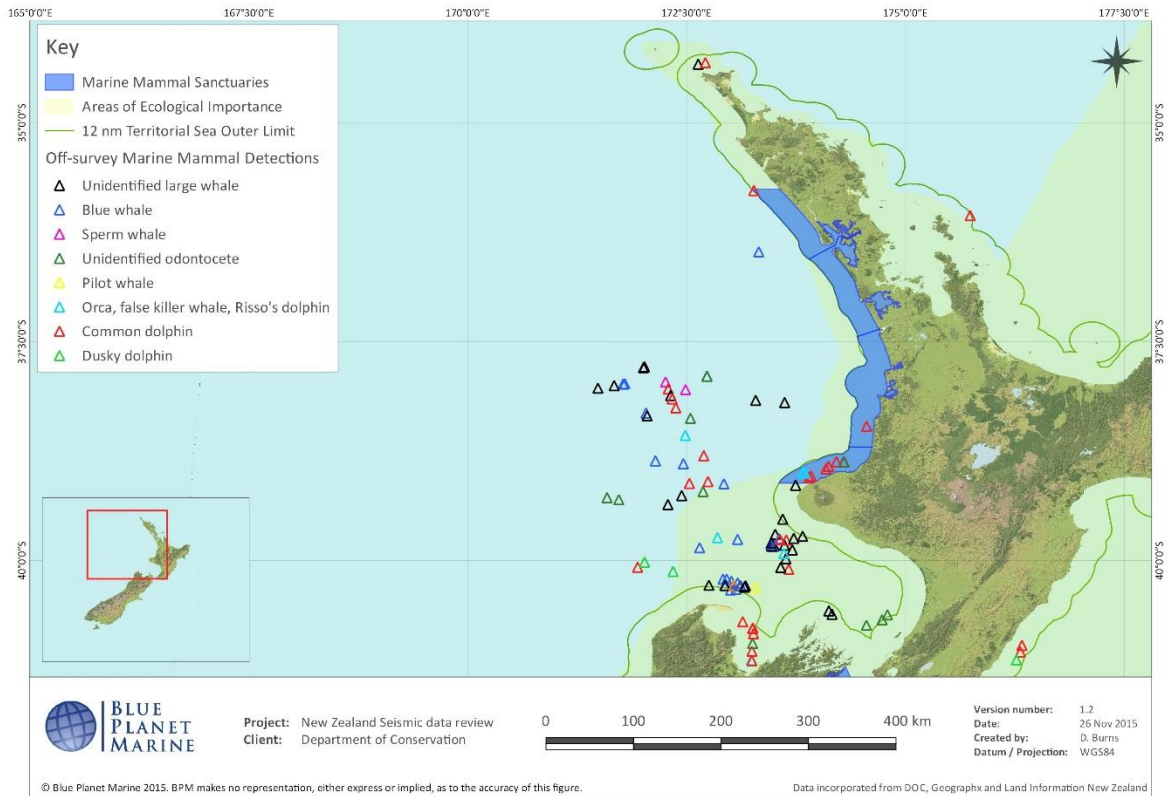 165°0'0"E 167°30'0"E 170°0'0"E 172°30'0"E 175°0'0"E 177°30'0"E
Key
Marine Mammal Sanctuaries
Areas of Ecological Importance
12 nm Territorial Sea Outer Limit
Off-survey Marine Mammal Detections
Unidentified large whale
Blue whale
Sperm whale
Unidentified odontocete
Pilot whale
Orca, false killer whale, Risso's dolphin
Common dolphin
Dusky dolphin
35°0'0"S 35°0'0"S
37°30'0"S 37°30'0"S
40°0'0"S 40°0'0"S
BLUE
PLANET
MARINE
Project: New Zealand Seismic data review
Client: Department of Conservation
0 100 200 300 400 km
Version number: 1.2
Date: 26 Nov 2015
Created by: D. Burns
Datum / Projection: WGS84
© Blue Planet Marine 2015. BPM makes no representation, either express or implied, as to the accuracy of this figure.
Data incorporated from DOC, Geographx and Land Information New Zealand